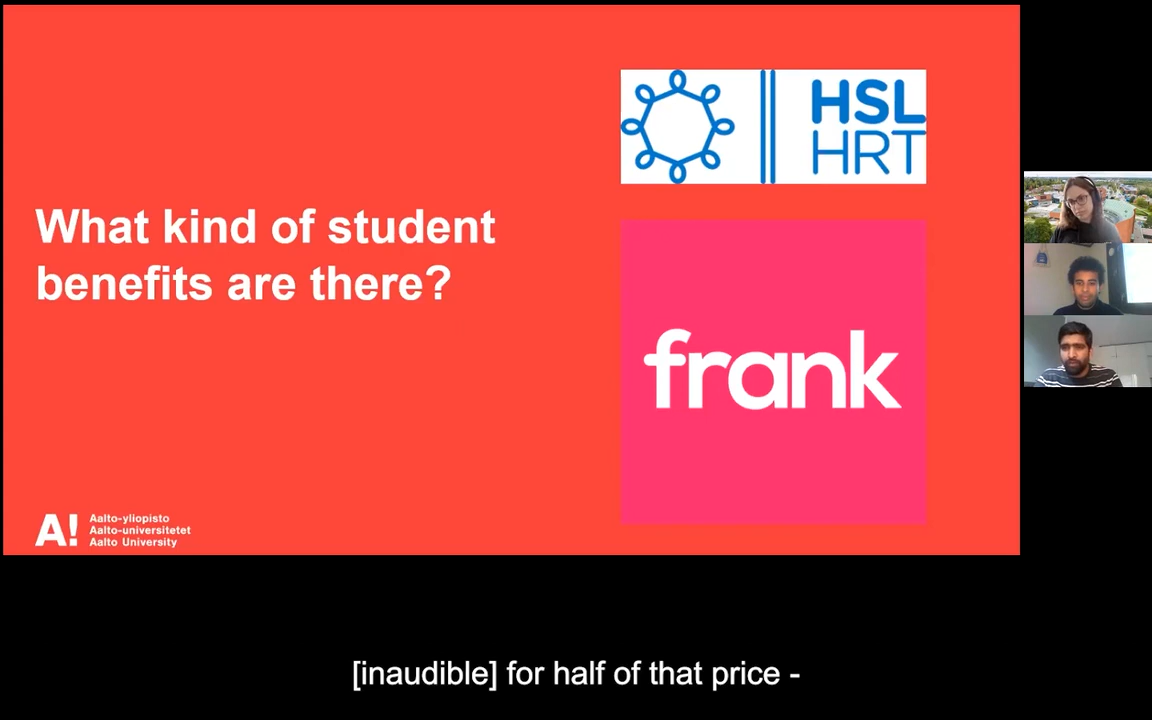 HSL
HRT
What kind of student
benefits are there?
frank
A! Aalto-yliopisto
Aalto-universitetet
Aalto University
[inaudible] for half of that price -